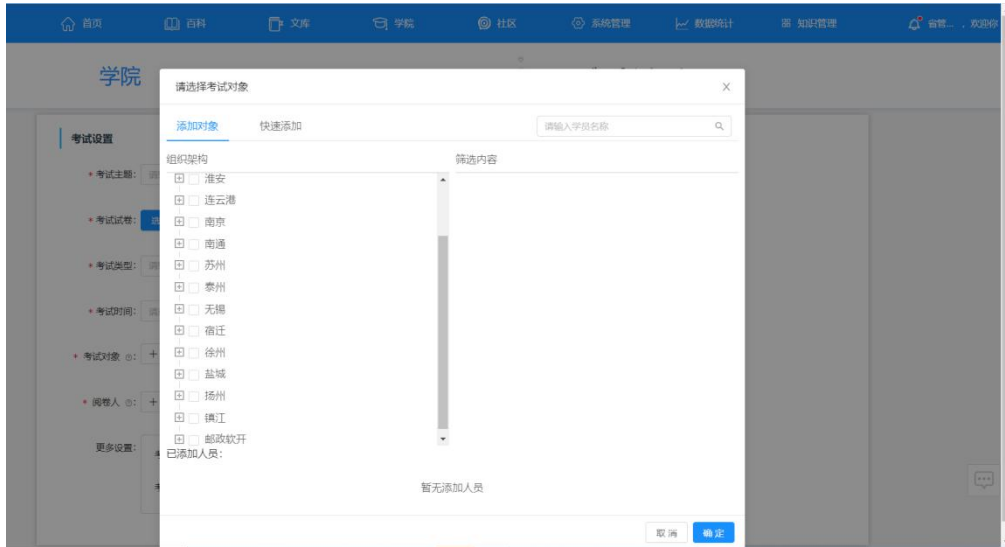 首页 百科 文库 学院 社区 系统管理 数据统计 知识管理 省管... ，欢迎你
学院
请选择考试对象
添加对象 快速添加 请输入学员名称
考试设置
组织架构 筛选内容
* 考试主题：
淮安
连云港
* 考试试卷： 选
南京
南通
* 考试类型：
苏州
泰州
* 考试时间：
无锡
宿迁
* 考试对象 ：
徐州
盐城
* 阅卷人 ：
扬州
镇江
邮政软开
更多设置：
已添加人员：
暂无添加人员
取消 确定